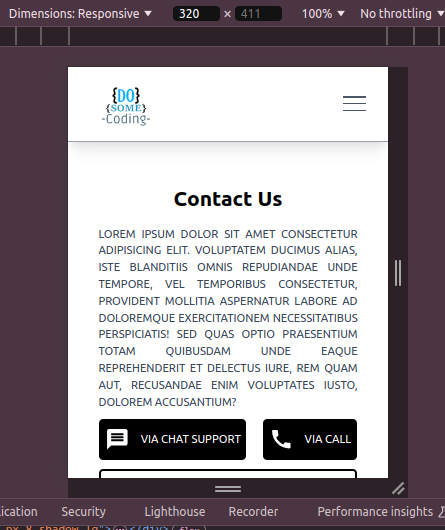 Dimensions: Responsive ▼ 320 × 411 100% ▼ No throttling ▼
{DO}
{SOME}
-Coding-
Contact Us
LOREM IPSUM DOLOR SIT AMET CONSECTETUR
ADIPISICING ELIT. VOLUPTATEM DUCIMUS ALIAS,
ISTE BLANDITIIS OMNIS REPUDIANDAE UNDE
TEMPORE, VEL TEMPORIBUS CONSECTETUR,
PROVIDENT MOLLITIA ASPERNATUR LABORE AD
DOLOREMQUE EXERCITATIONEM NECESSITATIBUS
PERSPICIATIS! SED QUAS OPTIO PRAESENTIUM
TOTAM QUIBUSDAM UNDE EAQUE
REPREHENDERIT ET DELECTUS IURE, REM QUAM
AUT, RECUSANDAE ENIM VOLUPTATES IUSTO,
DOLOREM ACCUSANTIUM?
VIA CHAT SUPPORT VIA CALL
lication Security Lighthouse Recorder Performance insights